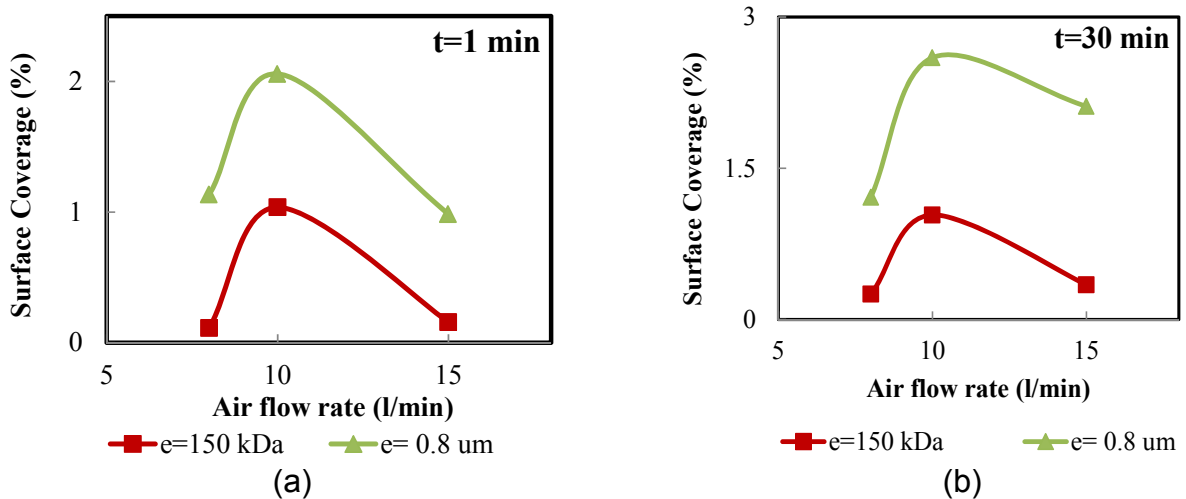 t=1 min
2
1
0
5
10
15
Surface Coverage (%)
Air flow rate (l/min)
e=150 kDa
e= 0.8 um
(a)
t=30 min
3
1.5
0
5
10
15
Surface Coverage (%)
Air flow rate (l/min)
e=150 kDa
e= 0.8 um
(b)